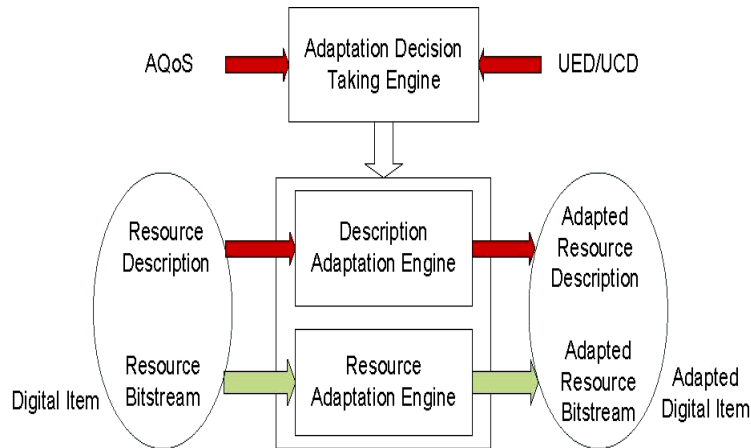 AQoS
Adaptation Decision
Taking Engine
UED/UCD
Resource
Description
Description
Adaptation Engine
Adapted
Resource
Description
Resource
Bitstream
Resource
Adaptation Engine
Adapted
Resource
Bitstream
Digital Item
Adapted
Digital Item